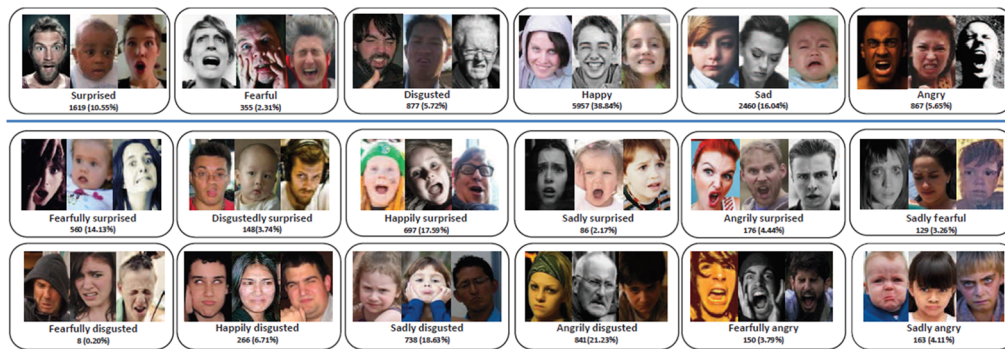 Surprised
1619 (10.55%)
Fearful
355 (2.31%)
Disgusted
877 (5.72%)
Happy
5957 (38.84%)
Sad
2460 (16.04%)
Angry
867 (5.65%)
Fearfully surprised
560 (14.13%)
Disgustedly surprised
148(3.74%)
Happily surprised
697 (17.59%)
Sadly surprised
86 (2.17%)
Angrily surprised
176 (4.44%)
Sadly fearful
129 (3.26%)
Fearfully disgusted
8 (0.20%)
Happily disgusted
266 (6.71%)
Sadly disgusted
738 (18.63%)
Angrily disgusted
841(21.23%)
Fearfully angry
150 (3.79%)
Sadly angry
163 (4.11%)